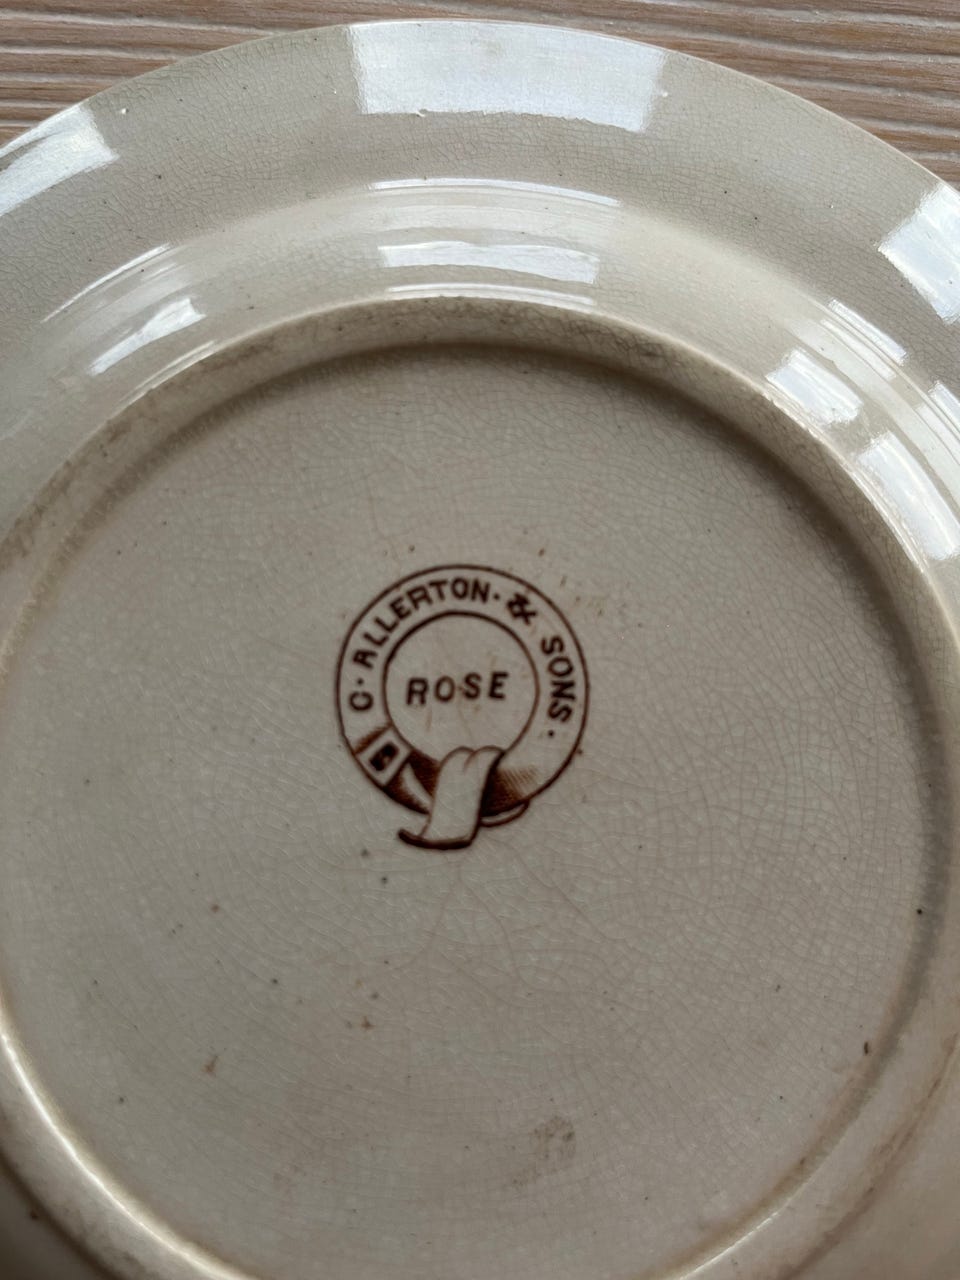 C. ALLERTON. & SONS.
ROSE